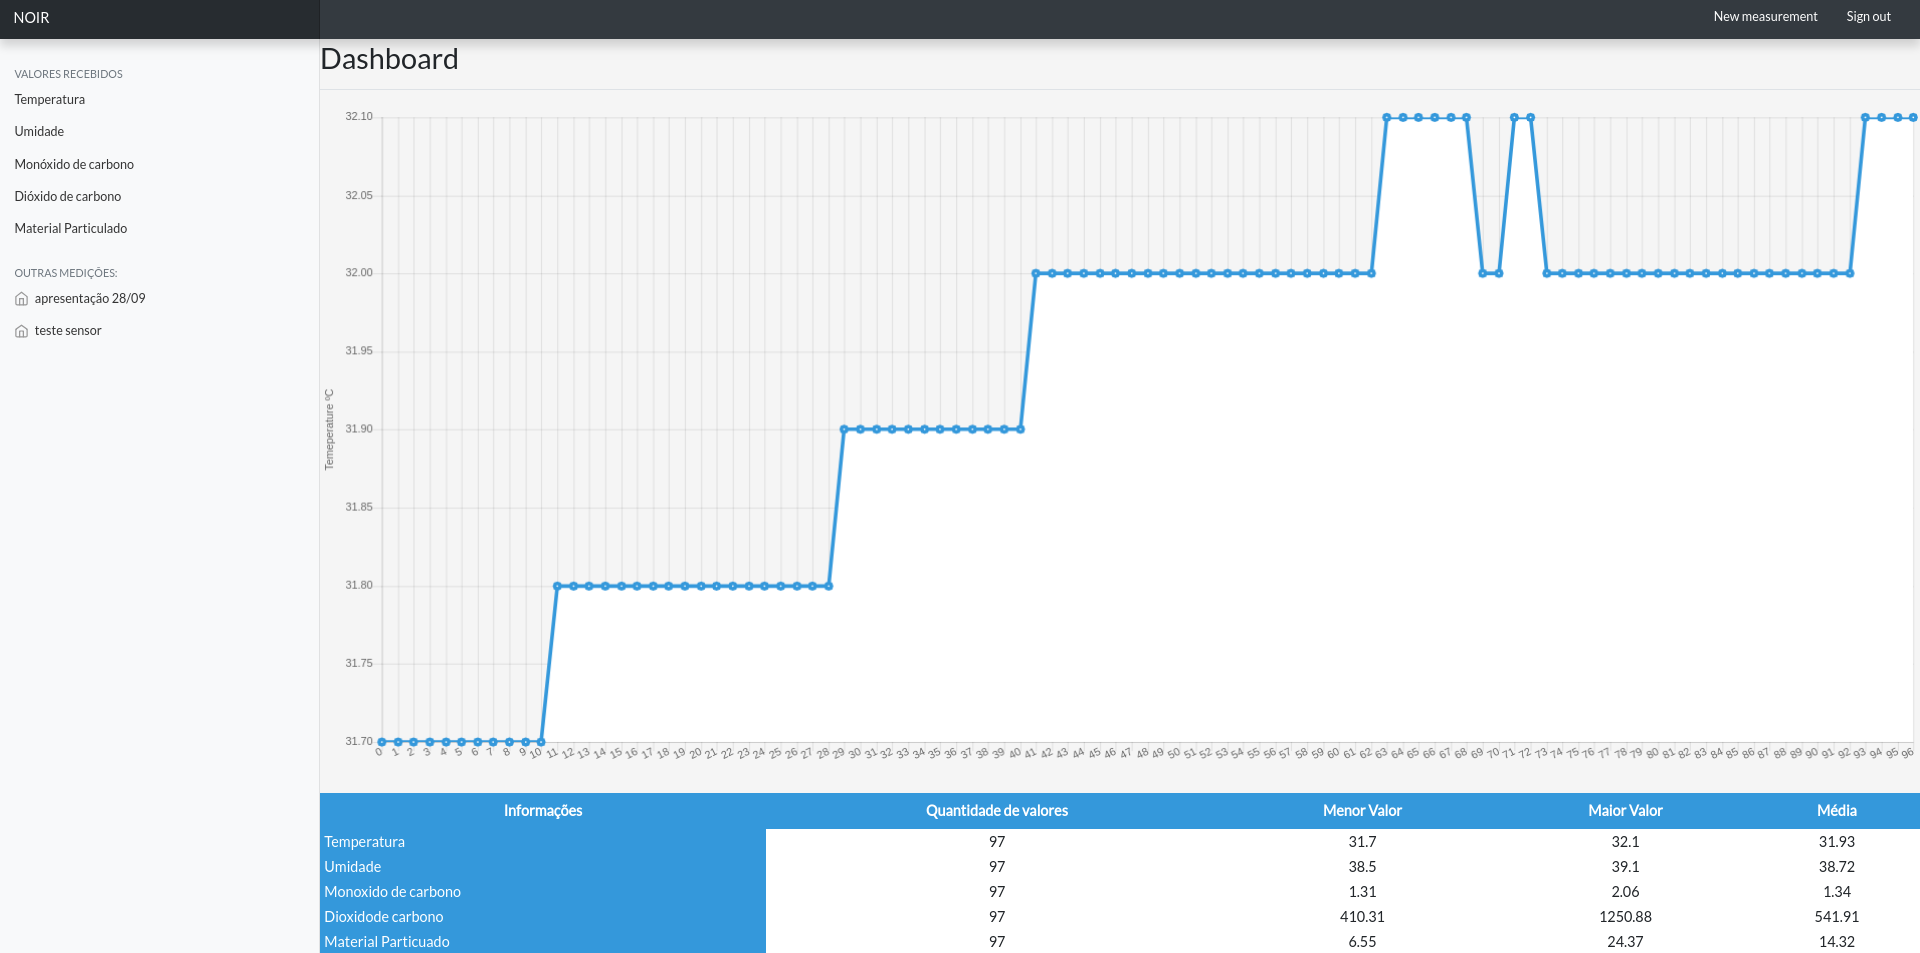 NOIR
New measurement Sign out
VALORES RECEBIDOS
Temperatura
Umidade
Monóxido de carbono
Dióxido de carbono
Material Particulado
OUTRAS MEDIÇÕES:
apresentação 28/09
teste sensor
Dashboard
Temeperature ºC
32.10
32.05
32.00
31.95
31.90
31.85
31.80
31.75
31.70
0 1 2 3 4 5 6 7 8 9 10 11 12 13 14 15 16 17 18 19 20 21 22 23 24 25 26 27 28 29 30 31 32 33 34 35 36 37 38 39 40 41 42 43 44 45 46 47 48 49 50 51 52 53 54 55 56 57 58 59 60 61 62 63 64 65 66 67 68 69 70 71 72 73 74 75 76 77 78 79 80 81 82 83 84 85 86 87 88 89 90 91 92 93 94 95 96
Informações Quantidade de valores Menor Valor Maior Valor Média
Temperatura 97 31.7 32.1 31.93
Umidade 97 38.5 39.1 38.72
Monoxido de carbono 97 1.31 2.06 1.34
Dioxidode carbono 97 410.31 1250.88 541.91
Material Particuado 97 6.55 24.37 14.32